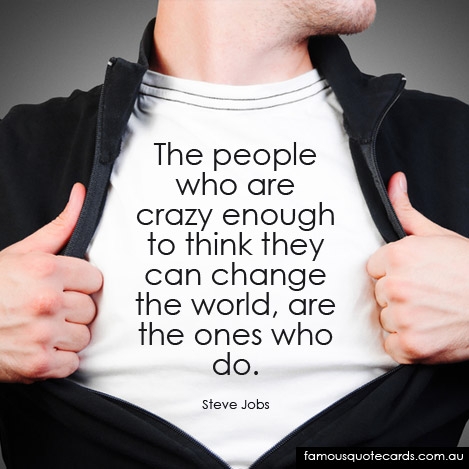 The people
who are
crazy enough
to think they
can change
the world, are
the ones who
do.
Steve Jobs
famousquotecards.com.au